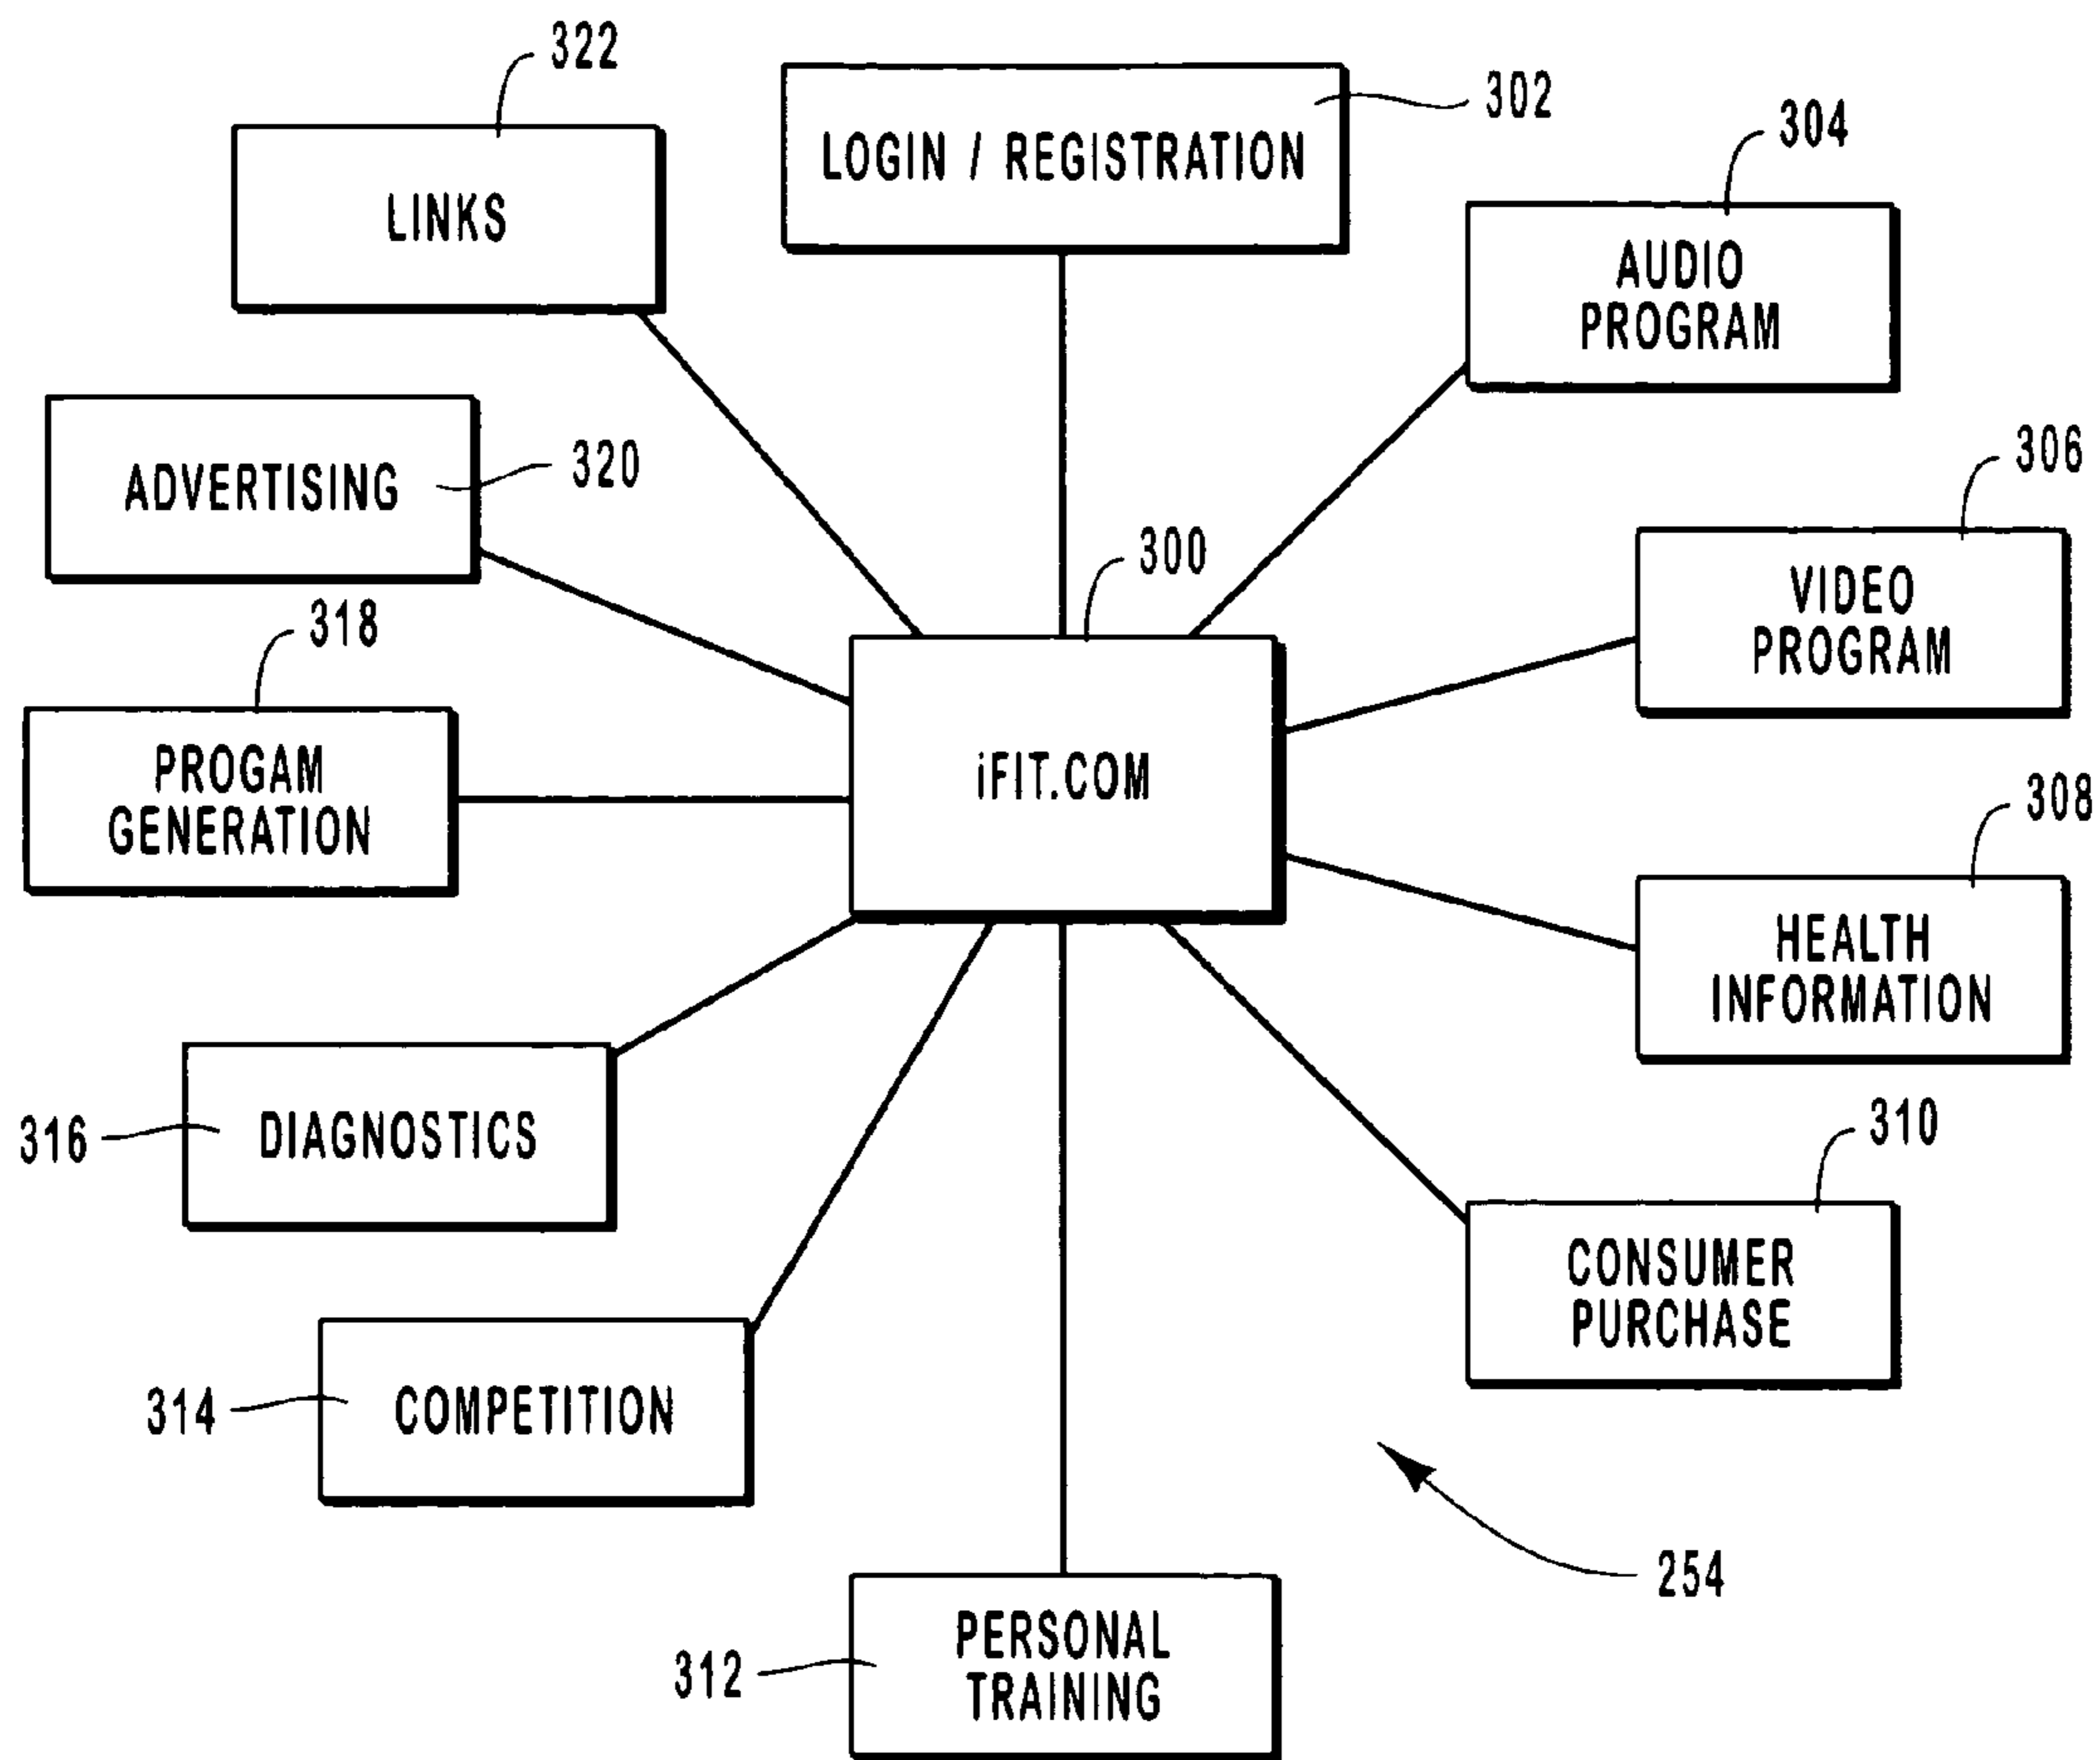 322
302
LOGIN / REGISTRATION
304
LINKS
AUDIO
PROGRAM
306
ADVERTISING
320
300
VIDEO
PROGRAM
318
PROGAM
GENERATION
iFIT.COM
308
HEALTH
INFORMATION
316
DIAGNOSTICS
310
CONSUMER
PURCHASE
314
COMPETITION
254
312
PERSONAL
TRAINING